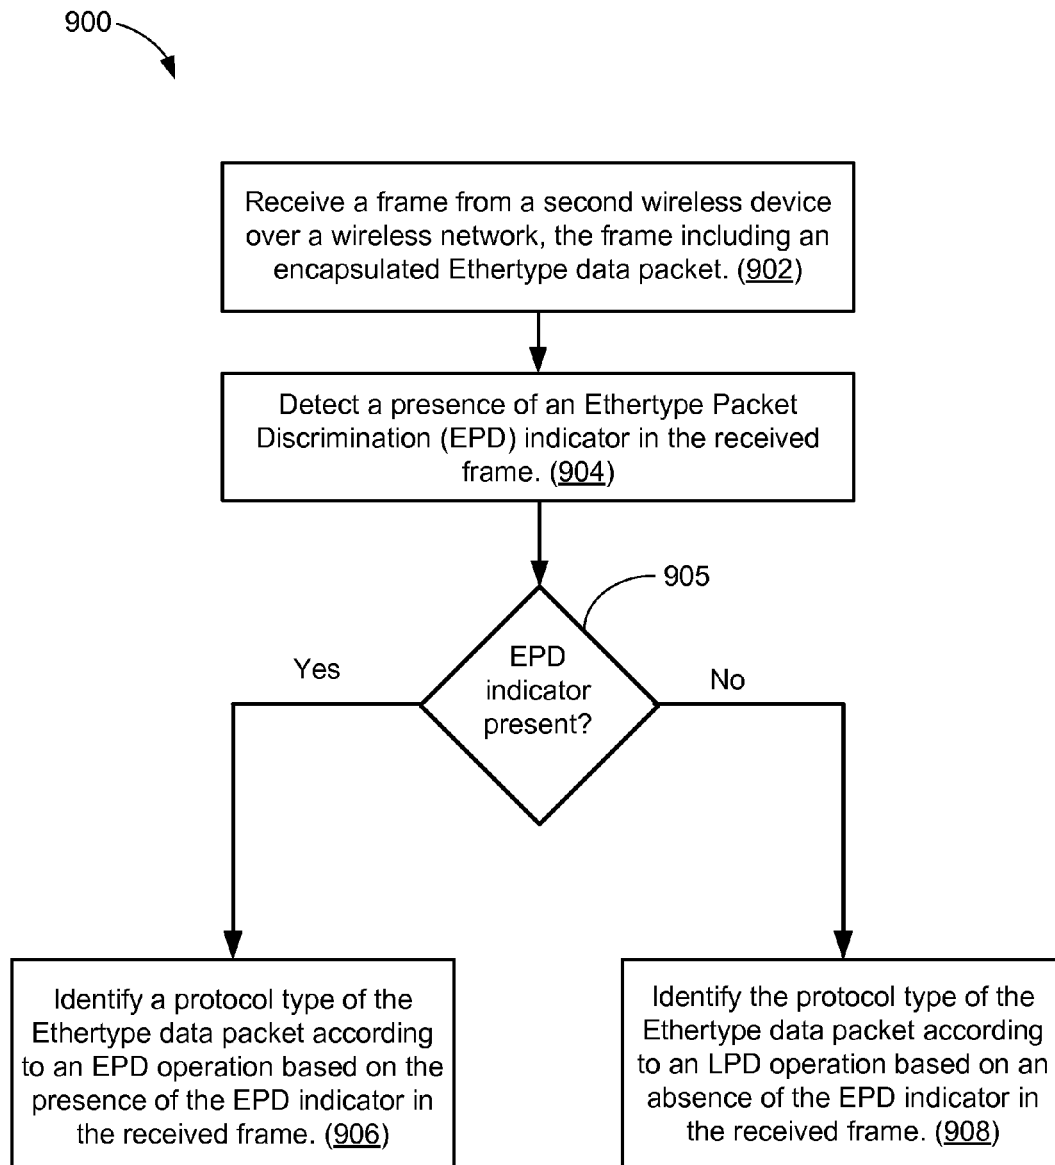 900
Receive a frame from a second wireless device
over a wireless network, the frame including an
encapsulated Ethertype data packet. (902)
Detect a presence of an Ethertype Packet
Discrimination (EPD) indicator in the received
frame. (904)
905
EPD
indicator
present?
Yes
No
Identify a protocol type of the
Ethertype data packet according
to an EPD operation based on the
presence of the EPD indicator in
the received frame. (906)
Identify the protocol type of the
Ethertype data packet according
to an LPD operation based on an
absence of the EPD indicator in
the received frame. (908)